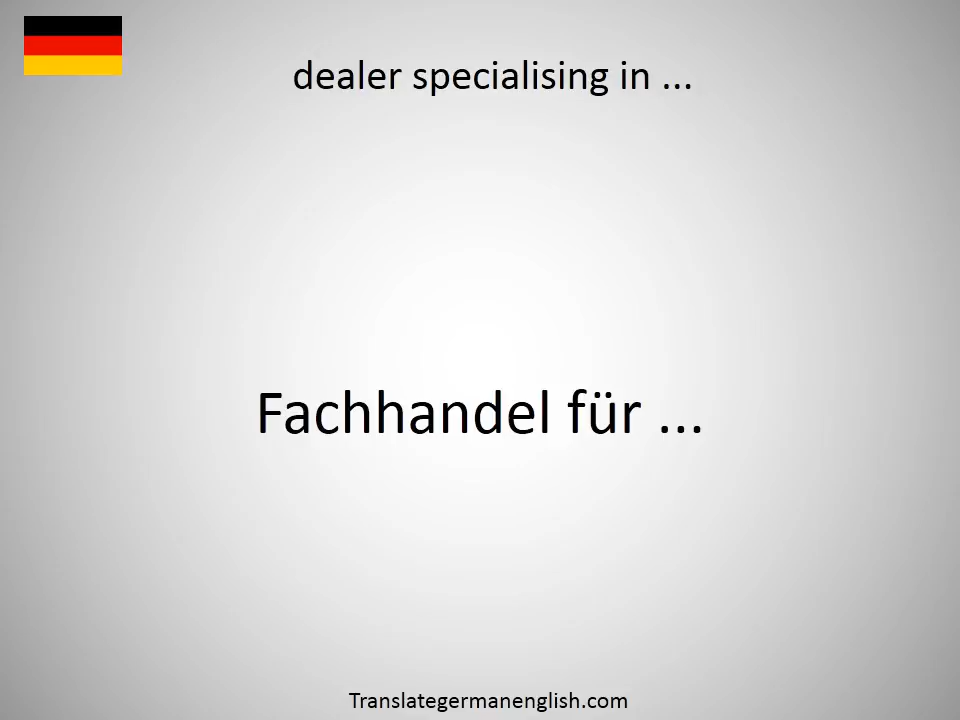 dealer specialising in ...
Fachhandel für ...
Translategermanenglish.com